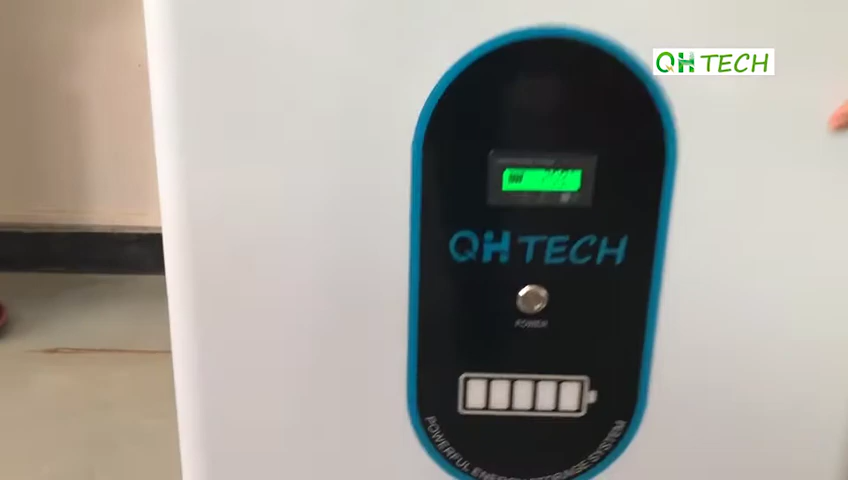 QH TECH
QH TECH
POWER
POWERFUL ENERGY STORAGE SYSTEM